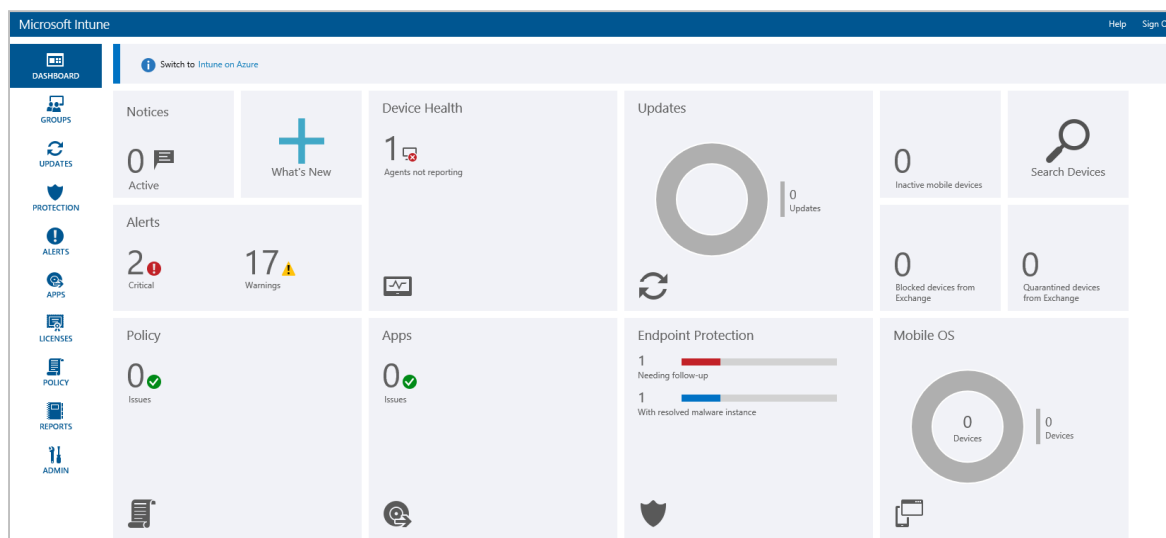 Microsoft Intune
Help
Sign O
DASHBOARD
GROUPS
UPDATES
PROTECTION
ALERTS
APPS
LICENSES
POLICY
REPORTS
ADMIN
Switch to Intune on Azure
Notices
0
Active
What's New
Device Health
1
Agents not reporting
Updates
0
Updates
0
Inactive mobile devices
Search Devices
Alerts
2
Critical
17
Warnings
0
Blocked devices from
Exchange
0
Quarantined devices
from Exchange
Policy
0
Issues
Apps
0
Issues
Endpoint Protection
1
Needing follow-up
1
With resolved malware instance
Mobile OS
0
Devices
0
Devices